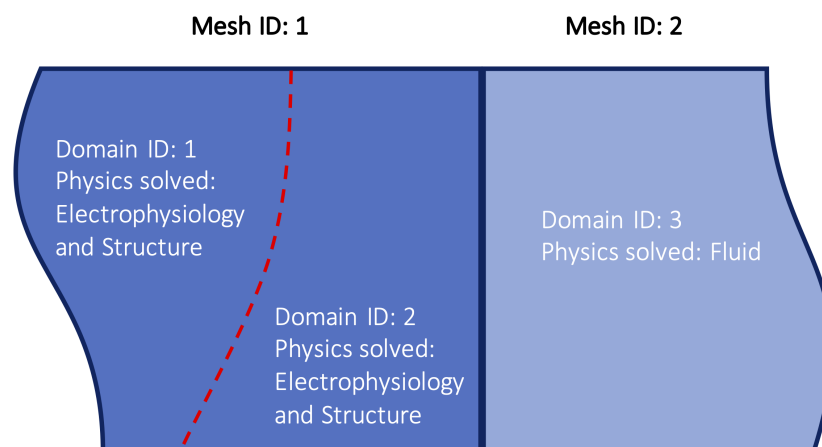 Mesh ID: 1
Mesh ID: 2
Domain ID: 1
Physics solved:
Electrophysiology
and Structure
Domain ID: 2
Physics solved:
Electrophysiology
and Structure
Domain ID: 3
Physics solved: Fluid